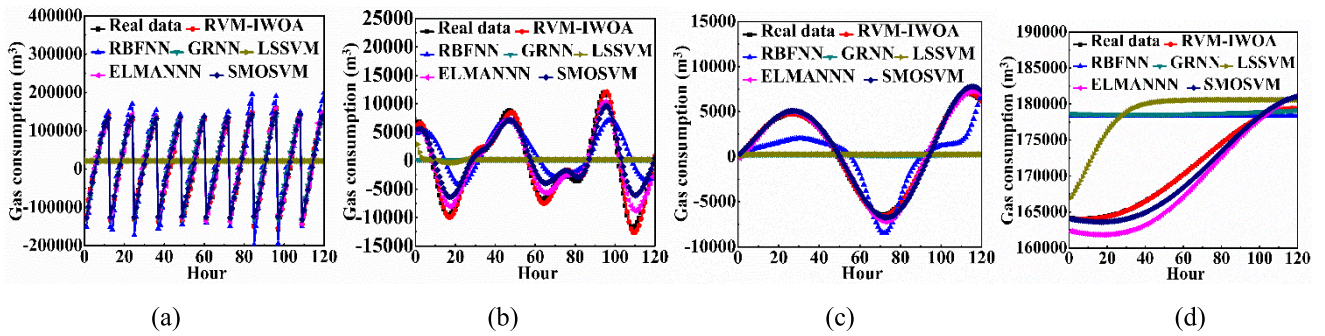 Gas consumption (m³)
400000
300000
200000
100000
0
-100000
-200000
Real data RVM-IWOA
RBFNN GRNN LSSVM
ELMANNN SMOSVM
0 20 40 60 80 100 120
Hour
(a)
Gas consumption (m³)
25000
20000
15000
10000
5000
0
-5000
-10000
-15000
Real data RVM-IWOA
RBFNN GRNN LSSVM
ELMANNN SMOSVM
0 20 40 60 80 100 120
Hour
(b)
Gas consumption (m³)
15000
10000
5000
0
-5000
-10000
Real data RVM-IWOA
RBFNN GRNN LSSVM
ELMANNN SMOSVM
0 20 40 60 80 100 120
Hour
(c)
Gas consumption (m³)
195000
190000
185000
180000
175000
170000
165000
160000
Real data RVM-IWOA
RBFNN GRNN LSSVM
ELMANNN SMOSVM
0 20 40 60 80 100 120
Hour
(d)